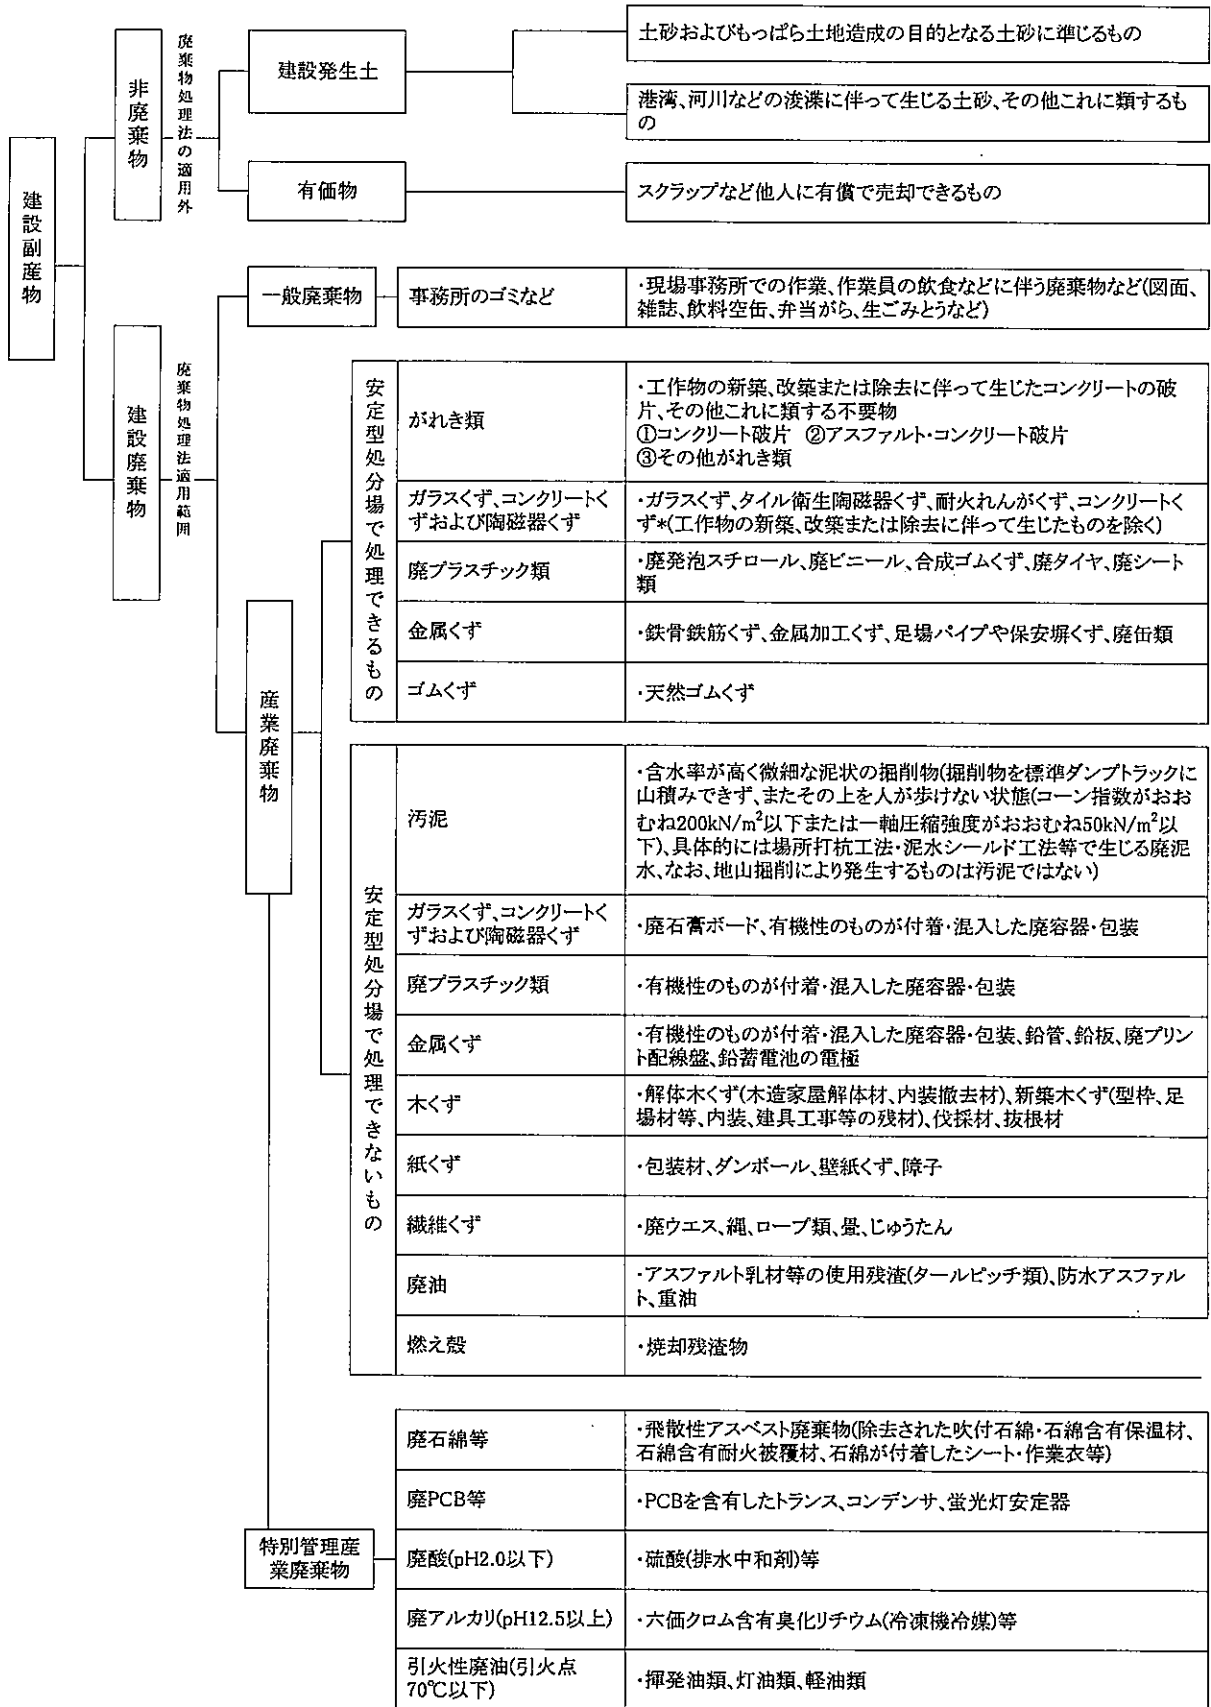 建設副産物
非廃棄物
廃棄物処理法の適用外
建設発生土
土砂およびもっぱら土地造成の目的となる土砂に準じるもの
港湾、河川などの浚渫に伴って生じる土砂、その他これに類するも
の
有価物
スクラップなど他人に有償で売却できるもの
建設廃棄物
廃棄物処理法適用範囲
一般廃棄物
事務所のゴミなど
・現場事務所での作業、作業員の飲食などに伴う廃棄物など(図面、
雑誌、飲料空缶、弁当がら、生ごみとうなど)
産業廃棄物
安定型処分場で処理できるもの
がれき類
・工作物の新築、改築または除去に伴って生じたコンクリートの破
片、その他これに類する不要物
①コンクリート破片 ②アスファルト・コンクリート破片
③その他がれき類
ガラスくず、コンクリートく
ずおよび陶磁器くず
・ガラスくず、タイル衛生陶磁器くず、耐火れんがくず、コンクリートく
ず*(工作物の新築、改築または除去に伴って生じたものを除く)
廃プラスチック類
・廃発泡スチロール、廃ビニール、合成ゴムくず、廃タイヤ、廃シート
類
金属くず
・鉄骨鉄筋くず、金属加工くず、足場パイプや保安塀くず、廃缶類
ゴムくず
・天然ゴムくず
安定型処分場で処理できないもの
汚泥
・含水率が高く微細な泥状の掘削物(掘削物を標準ダンプトラックに
山積みできず、またその上を人が歩けない状態(コーン指数がおお
むね200kN/m²以下または一軸圧縮強度がおおむね50kN/m²以
下)、具体的には場所打杭工法・泥水シールド工法等で生じる廃泥
水、なお、地山掘削により発生するものは汚泥ではない)
ガラスくず、コンクリートく
ずおよび陶磁器くず
・廃石膏ボード、有機性のものが付着・混入した廃容器・包装
廃プラスチック類
・有機性のものが付着・混入した廃容器・包装
金属くず
・有機性のものが付着・混入した廃容器・包装、鉛管、鉛板、廃プリン
ト配線盤、鉛蓄電池の電極
木くず
・解体木くず(木造家屋解体材、内装撤去材)、新築木くず(型枠、足
場材等、内装、建具工事等の残材)、伐採材、抜根材
紙くず
・包装材、ダンボール、壁紙くず、障子
繊維くず
・廃ウエス、縄、ロープ類、畳、じゅうたん
廃油
・アスファルト乳材等の使用残渣(タールピッチ類)、防水アスファル
ト、重油
燃え殻
・焼却残渣物
特別管理産
業廃棄物
廃石綿等
・飛散性アスベスト廃棄物(除去された吹付石綿・石綿含有保温材、
石綿含有耐火被覆材、石綿が付着したシート・作業衣等)
廃PCB等
・PCBを含有したトランス、コンデンサ、蛍光灯安定器
廃酸(pH2.0以下)
・硫酸(排水中和剤)等
廃アルカリ(pH12.5以上)
・六価クロム含有臭化リチウム(冷凍機冷媒)等
引火性廃油(引火点
70℃以下)
・揮発油類、灯油類、軽油類